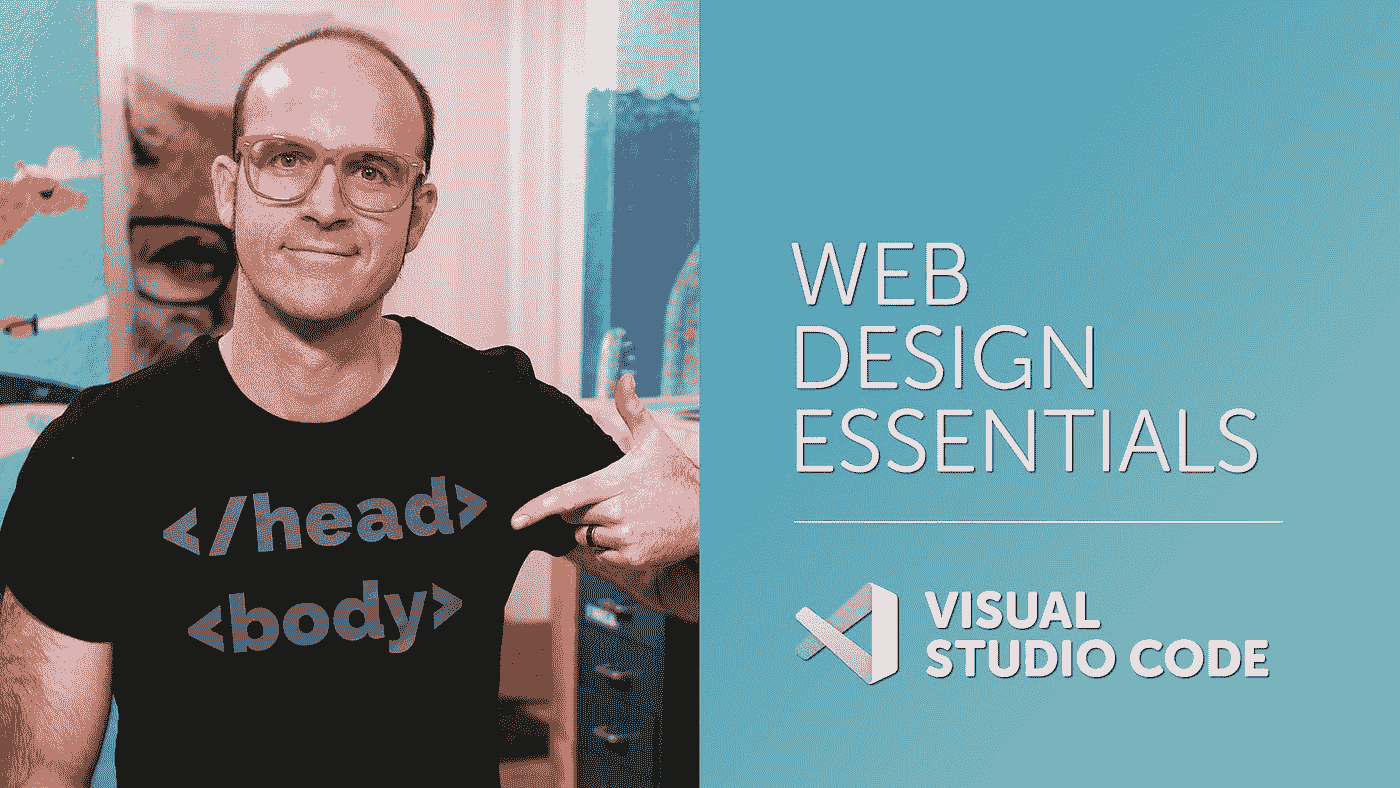 </head>
<body>
WEB
DESIGN
ESSENTIALS
VISUAL
STUDIO CODE